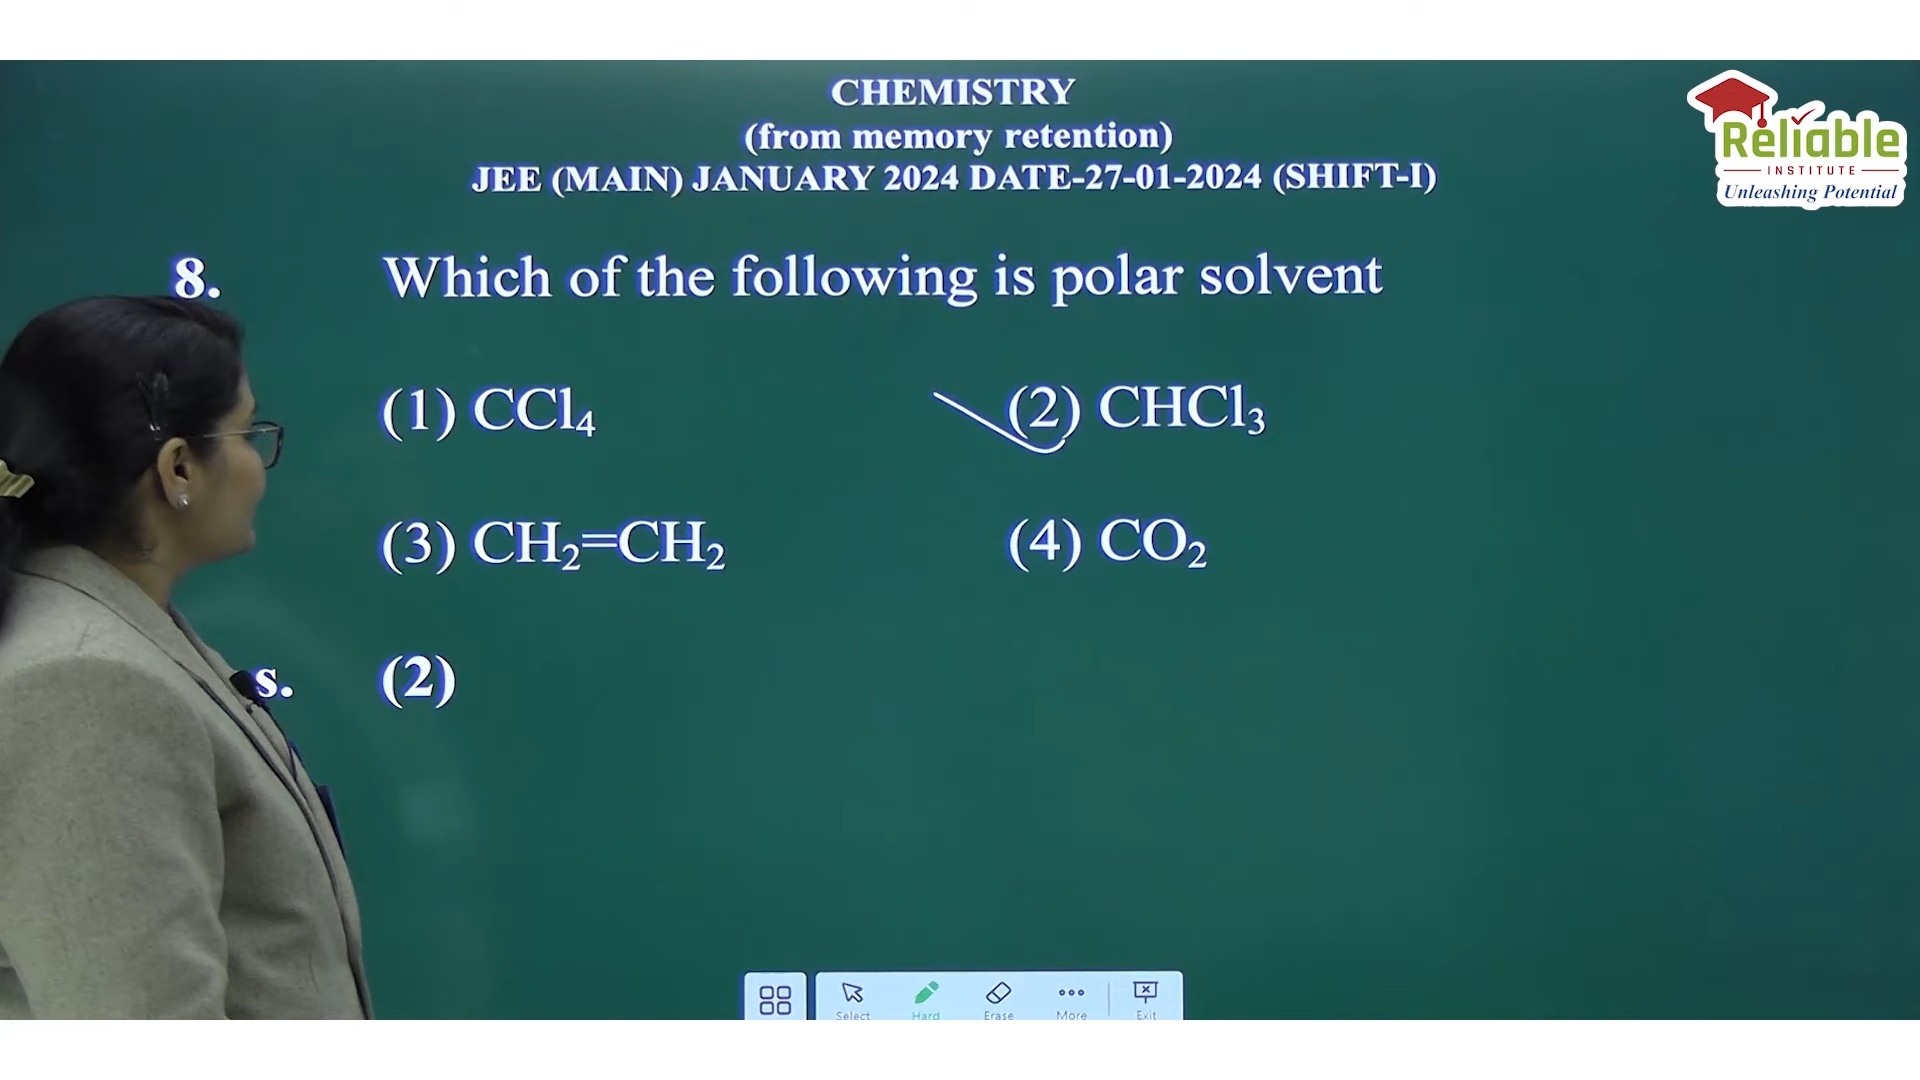 CHEMISTRY
(from memory retention)
JEE (MAIN) JANUARY 2024 DATE-27-01-2024 (SHIFT-I)
Reliable
INSTITUTE
Unleashing Potential
8. Which of the following is polar solvent
(1) CCl₄ (2) CHCl₃
(3) CH₂=CH₂ (4) CO₂
s. (2)
Select Hard Erase More Exit